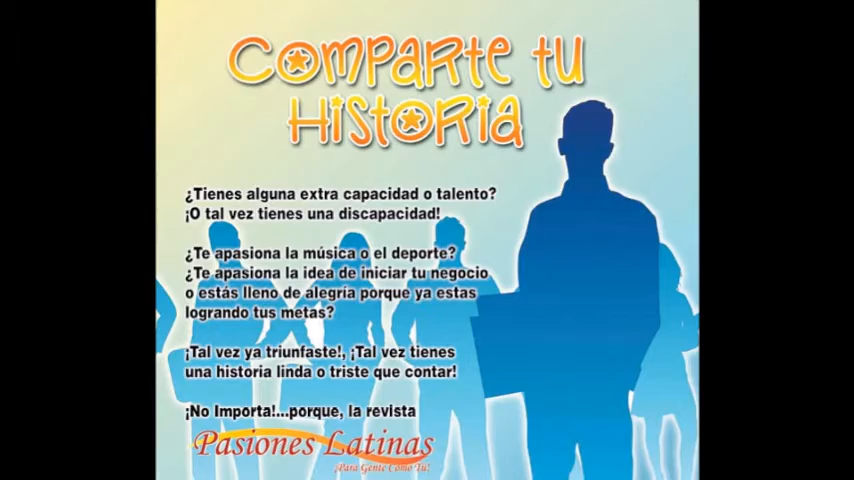 Comparte tu
Historia
¿Tienes alguna extra capacidad o talento?
¡O tal vez tienes una discapacidad!
¿Te apasiona la música o el deporte?
¿Te apasiona la idea de iniciar tu negocio
o estás lleno de alegría porque ya estas
logrando tus metas?
¡Tal vez ya triunfaste!, ¡Tal vez tienes
una historia linda o triste que contar!
¡No Importa!...porque, la revista
Pasiones Latinas
¡Para Gente Como Tu!